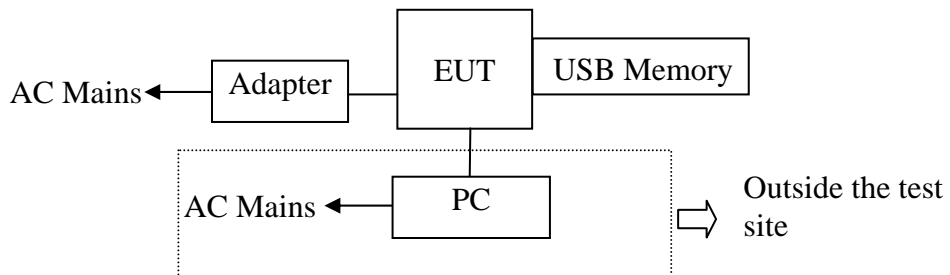 EUT
USB Memory
Adapter
AC Mains
PC
AC Mains
Outside the test
site